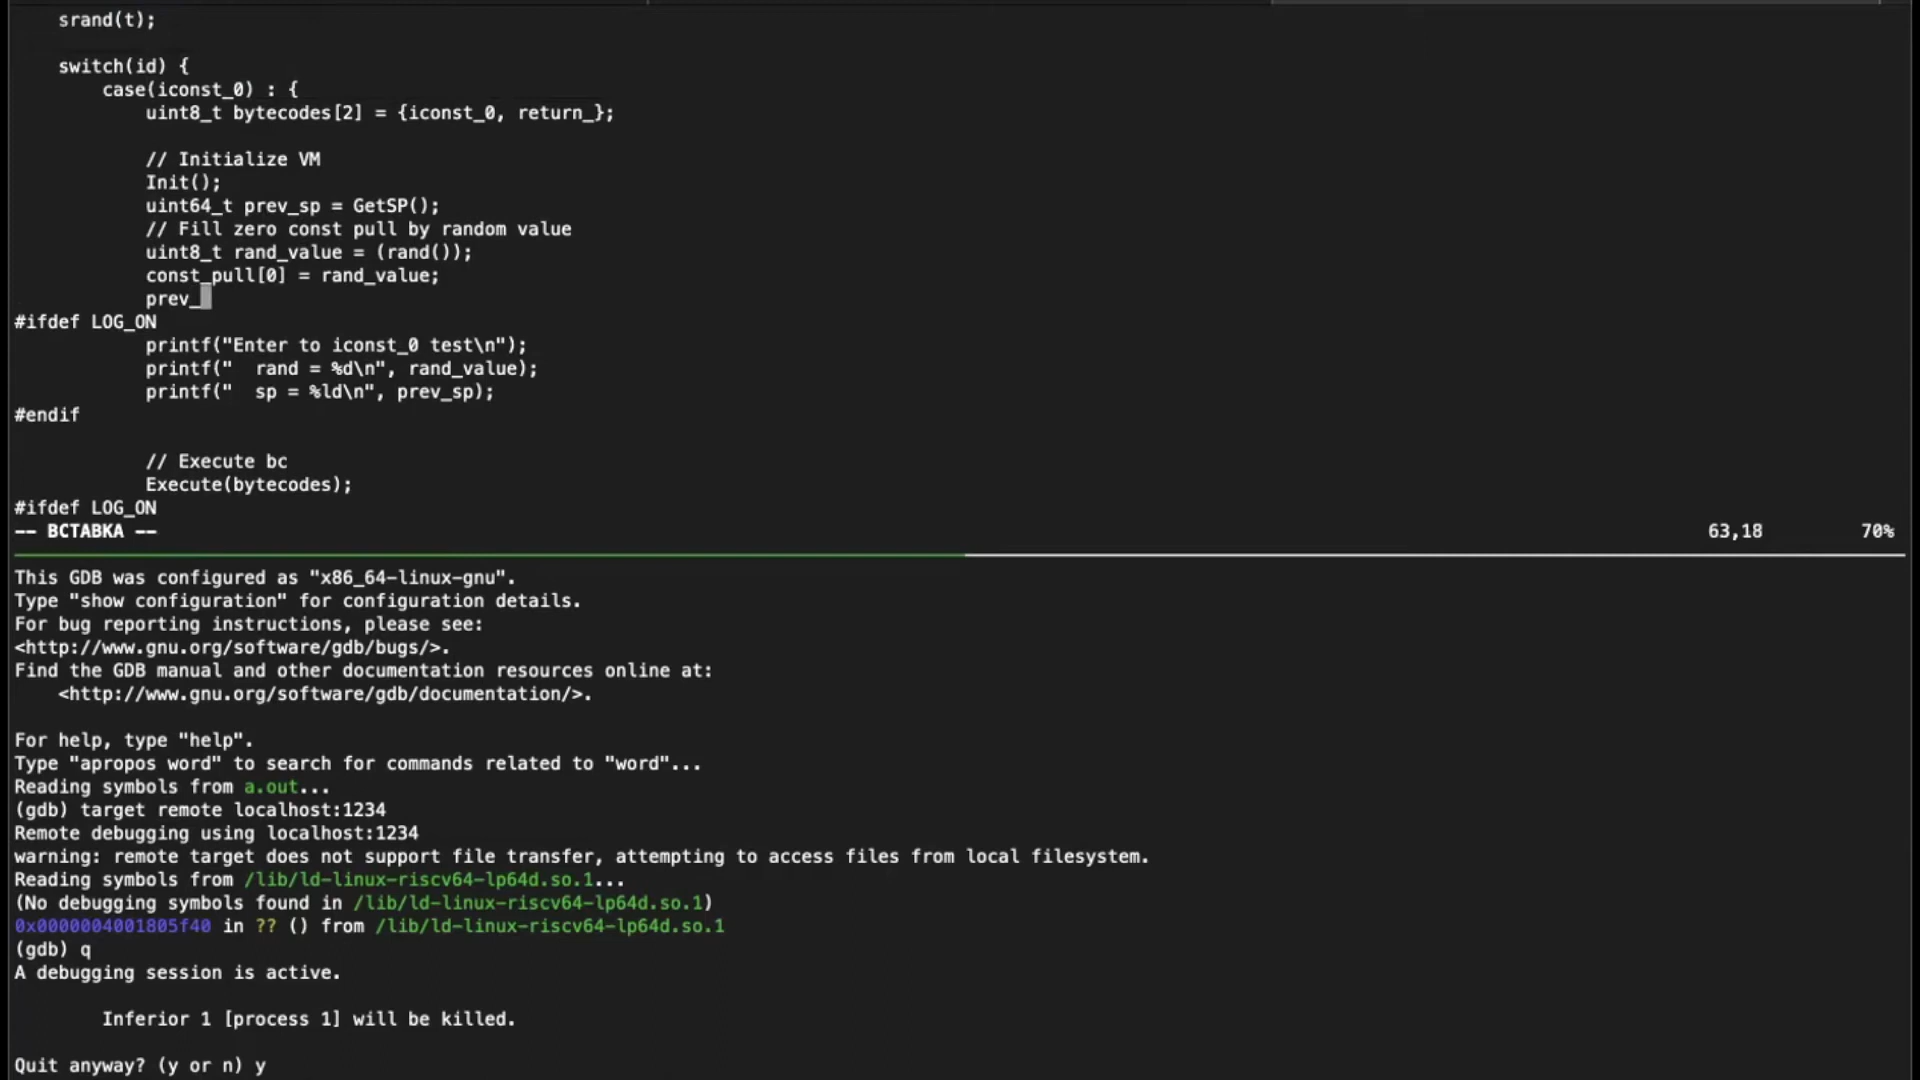 srand(t);

    switch(id) {
        case(iconst_0) : {
            uint8_t bytecodes[2] = {iconst_0, return_};

            // Initialize VM
            Init();
            uint64_t prev_sp = GetSP();
            // Fill zero const pull by random value
            uint8_t rand_value = (rand());
            const_pull[0] = rand_value;
            prev_
#ifdef LOG_ON
            printf("Enter to iconst_0 test\n");
            printf("  rand = %d\n", rand_value);
            printf("  sp = %ld\n", prev_sp);
#endif

            // Execute bc
            Execute(bytecodes);
#ifdef LOG_ON
-- ВСТАВКА --                    63,18    70%
This GDB was configured as "x86_64-linux-gnu".
Type "show configuration" for configuration details.
For bug reporting instructions, please see:
<http://www.gnu.org/software/gdb/bugs/>.
Find the GDB manual and other documentation resources online at:
    <http://www.gnu.org/software/gdb/documentation/>.

For help, type "help".
Type "apropos word" to search for commands related to "word"...
Reading symbols from a.out...
(gdb) target remote localhost:1234
Remote debugging using localhost:1234
warning: remote target does not support file transfer, attempting to access files from local filesystem.
Reading symbols from /lib/ld-linux-riscv64-lp64d.so.1...
(No debugging symbols found in /lib/ld-linux-riscv64-lp64d.so.1)
0x0000004001805f40 in ?? () from /lib/ld-linux-riscv64-lp64d.so.1
(gdb) q
A debugging session is active.

        Inferior 1 [process 1] will be killed.

Quit anyway? (y or n) y